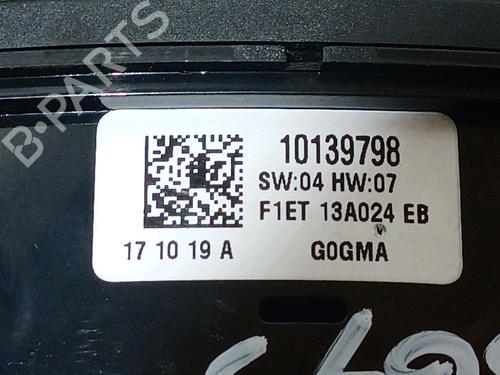 B-PARTS
10139798
SW:04 HW:07
F1ET 13A024 EB
17 10 19 A
G0GMA